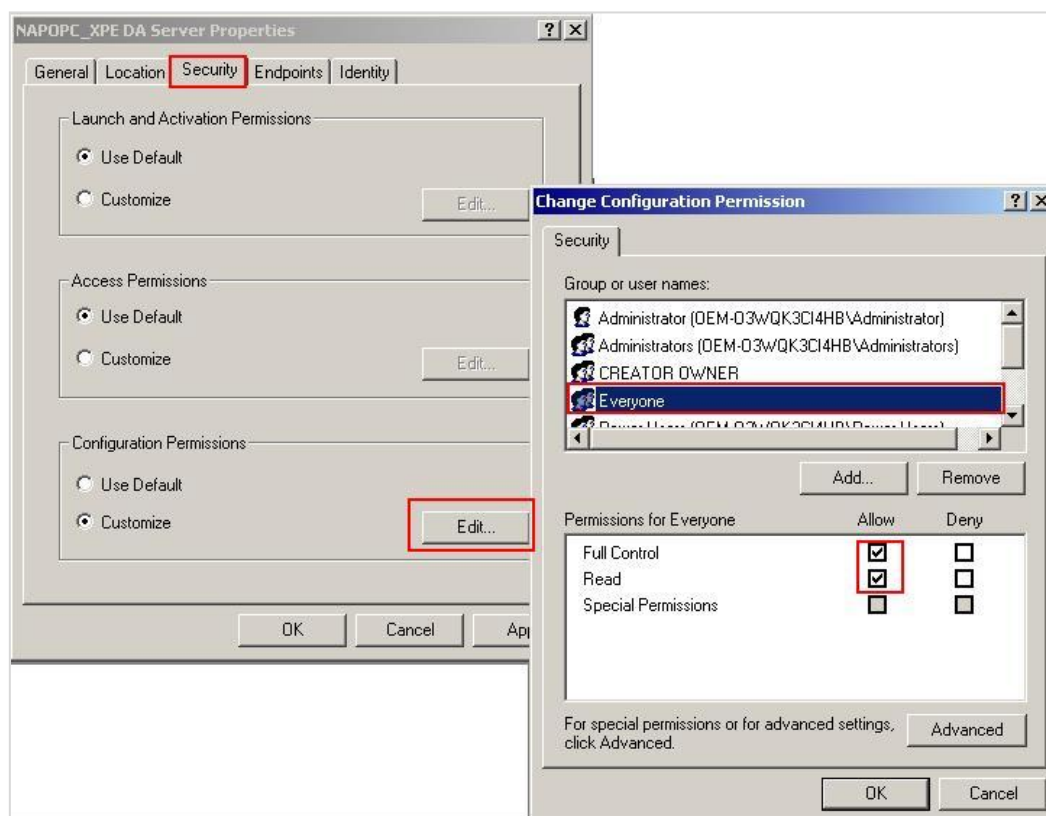 NAPOPC_XPE DA Server Properties
General Location Security Endpoints Identity
Launch and Activation Permissions
Use Default
Customize
Edit...
Access Permissions
Use Default
Customize
Edit...
Configuration Permissions
Use Default
Customize
Edit...
OK Cancel App
Change Configuration Permission
Security
Group or user names:
Administrator (OEM-O3WQK3CI4HB\Administrator)
Administrators (OEM-O3WQK3CI4HB\Administrators)
CREATOR OWNER
Everyone
Add... Remove
Permissions for Everyone Allow Deny
Full Control
Read
Special Permissions
For special permissions or for advanced settings,
click Advanced.
Advanced
OK Cancel